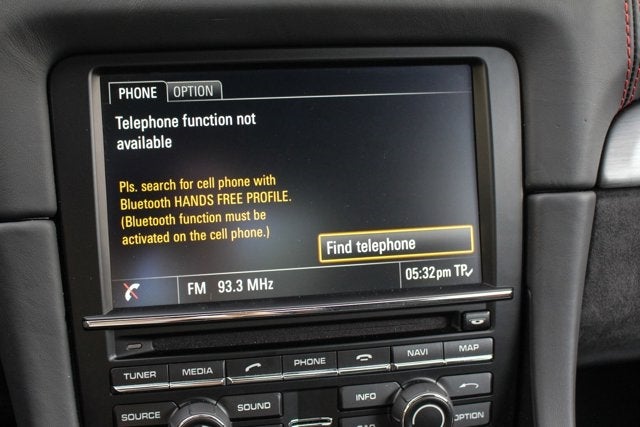 PHONE OPTION
Telephone function not
available
Pls. search for cell phone with
Bluetooth HANDS FREE PROFILE.
(Bluetooth function must be
activated on the cell phone.)
Find telephone
FM 93.3 MHz 05:32pm TP
TUNER MEDIA PHONE NAVI MAP
SOURCE SOUND INFO OPTION